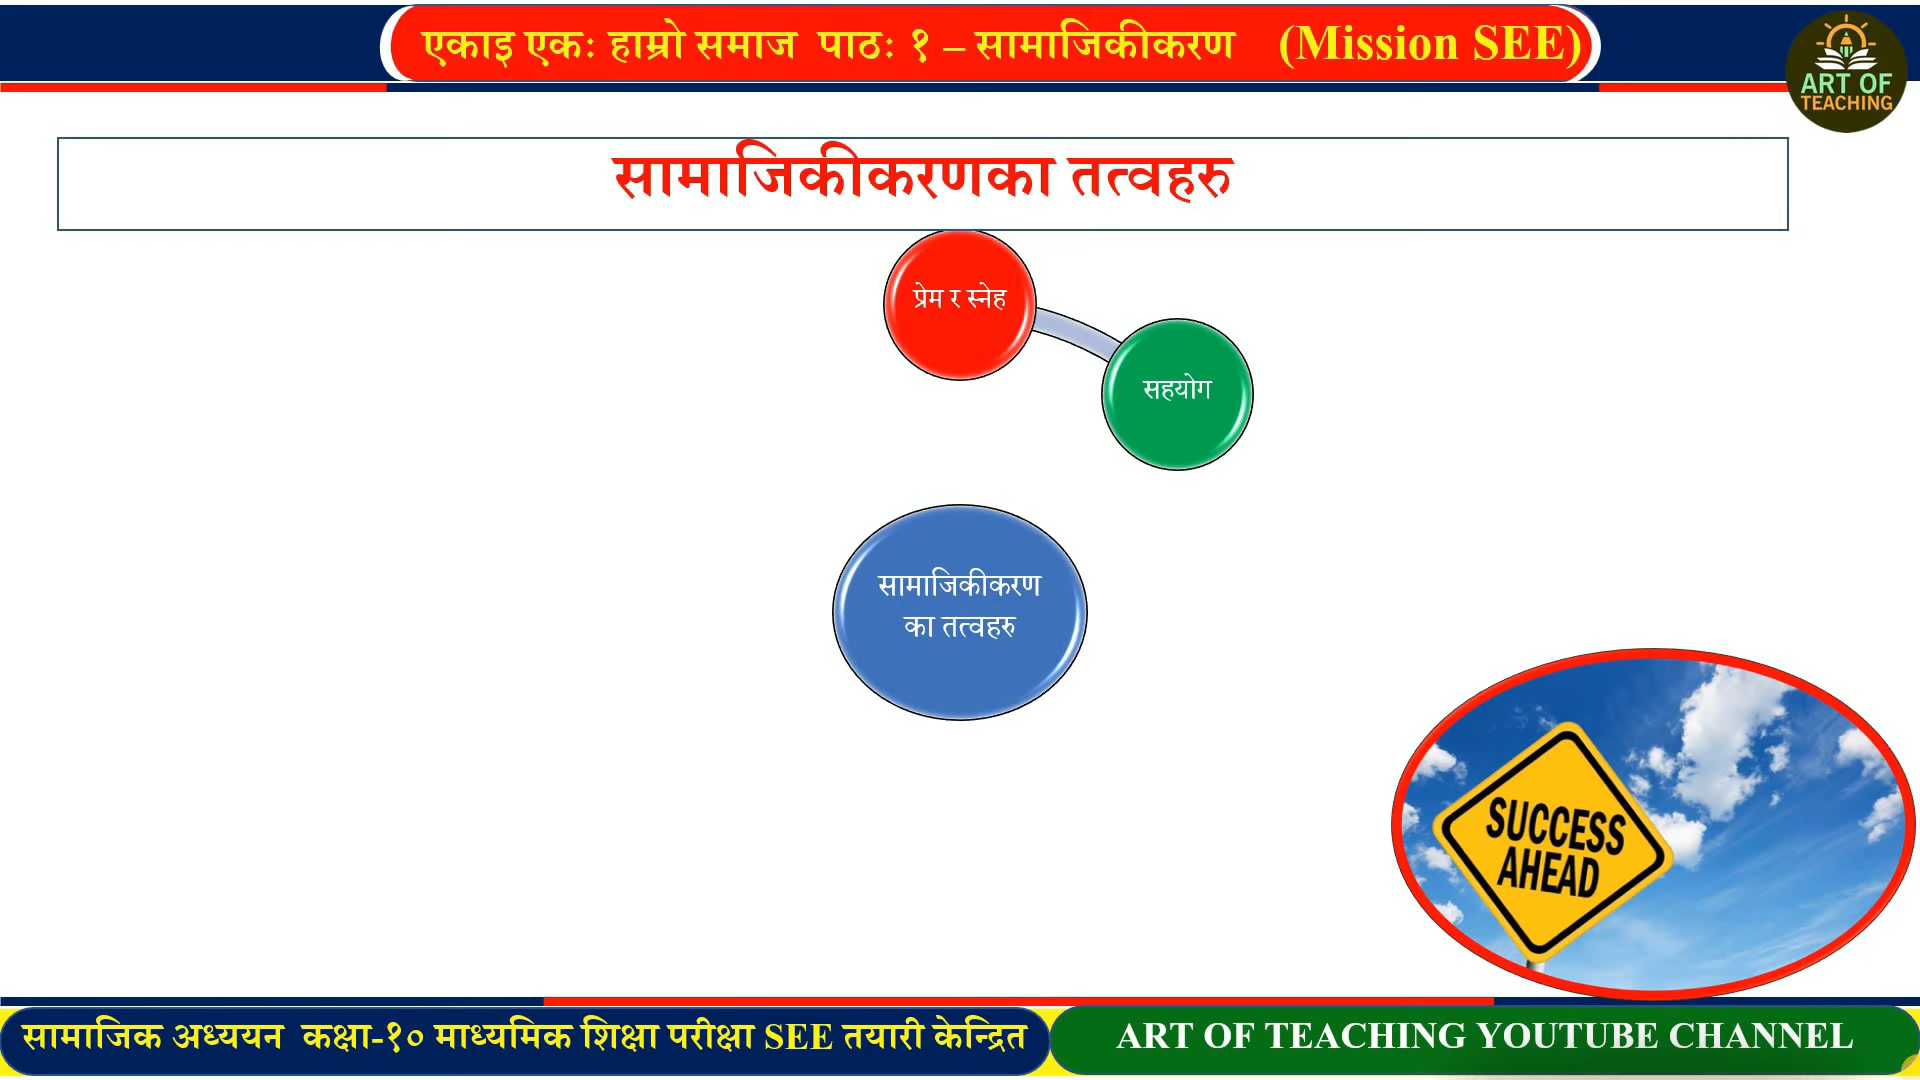 एकाइ एकः हाम्रो समाज पाठः १ – सामाजिकीकरण (Mission SEE)
ART OF
TEACHING
सामाजिकीकरणका तत्वहरु
प्रेम र स्नेह
सहयोग
सामाजिकीकरण
का तत्वहरु
SUCCESS
AHEAD
सामाजिक अध्ययन कक्षा-१० माध्यमिक शिक्षा परीक्षा SEE तयारी केन्द्रित
ART OF TEACHING YOUTUBE CHANNEL